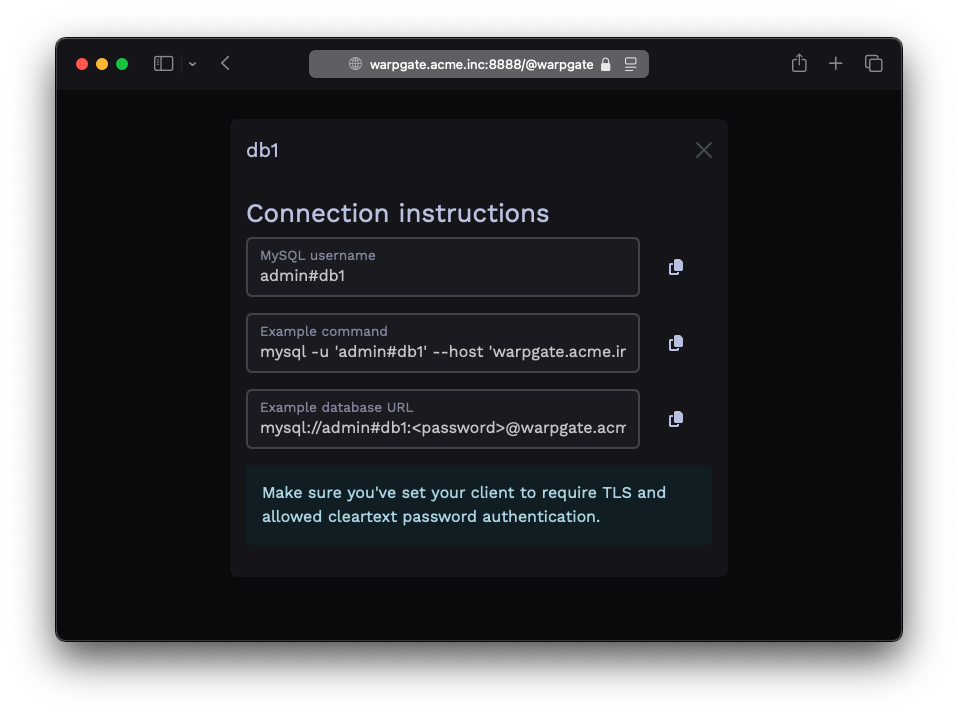 warpgate.acme.inc:8888/@warpgate
db1
Connection instructions
MySQL username
admin#db1
Example command
mysql -u 'admin#db1' --host 'warpgate.acme.ir
Example database URL
mysql://admin#db1:<password>@warpgate.acm
Make sure you've set your client to require TLS and
allowed cleartext password authentication.